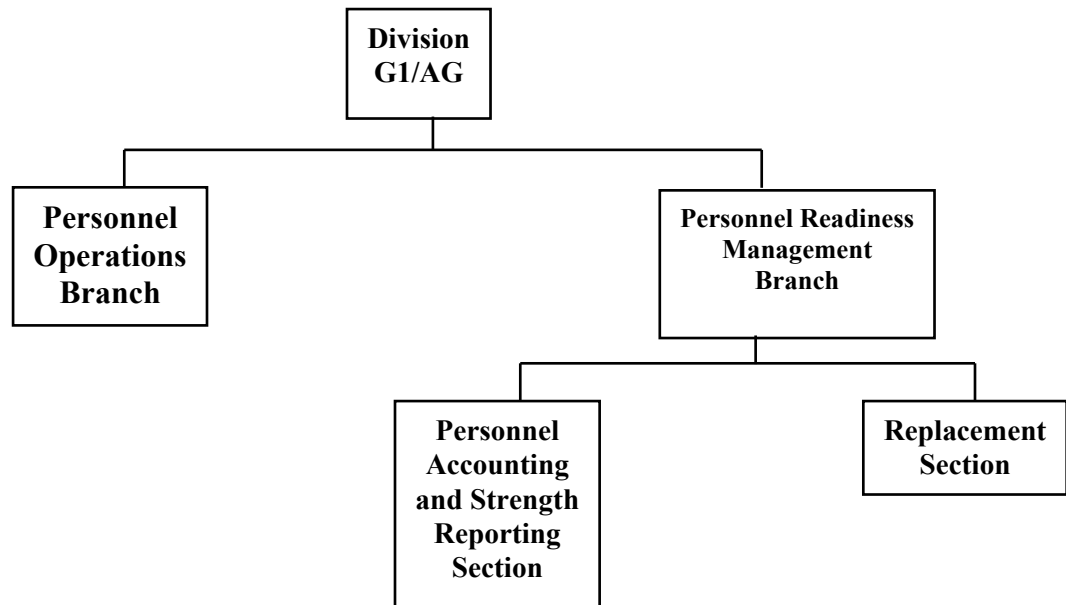 Division
G1/AG
Personnel
Operations
Branch
Personnel Readiness
Management
Branch
Personnel
Accounting
and Strength
Reporting
Section
Replacement
Section